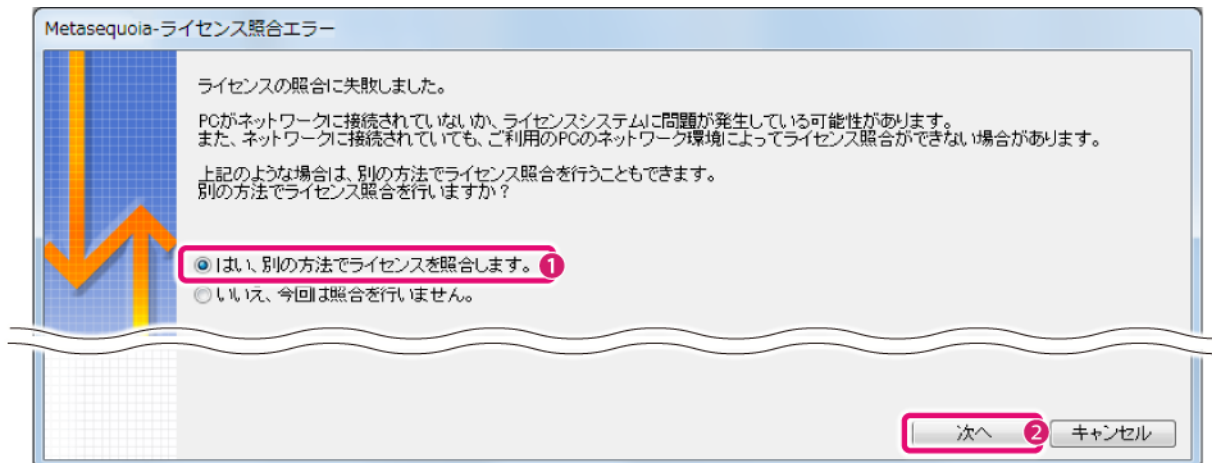 Metasequoia-ライセンス照合エラー
ライセンスの照合に失敗しました。
PCがネットワークに接続されていないか、ライセンスシステムに問題が発生している可能性があります。
また、ネットワークに接続されていても、ご利用のPCのネットワーク環境によってライセンス照合ができない場合があります。
上記のような場合は、別の方法でライセンス照合を行うこともできます。
別の方法でライセンス照合を行いますか？
はい、別の方法でライセンスを照合します。 1
いいえ、今回は照合を行いません。
次へ 2 キャンセル